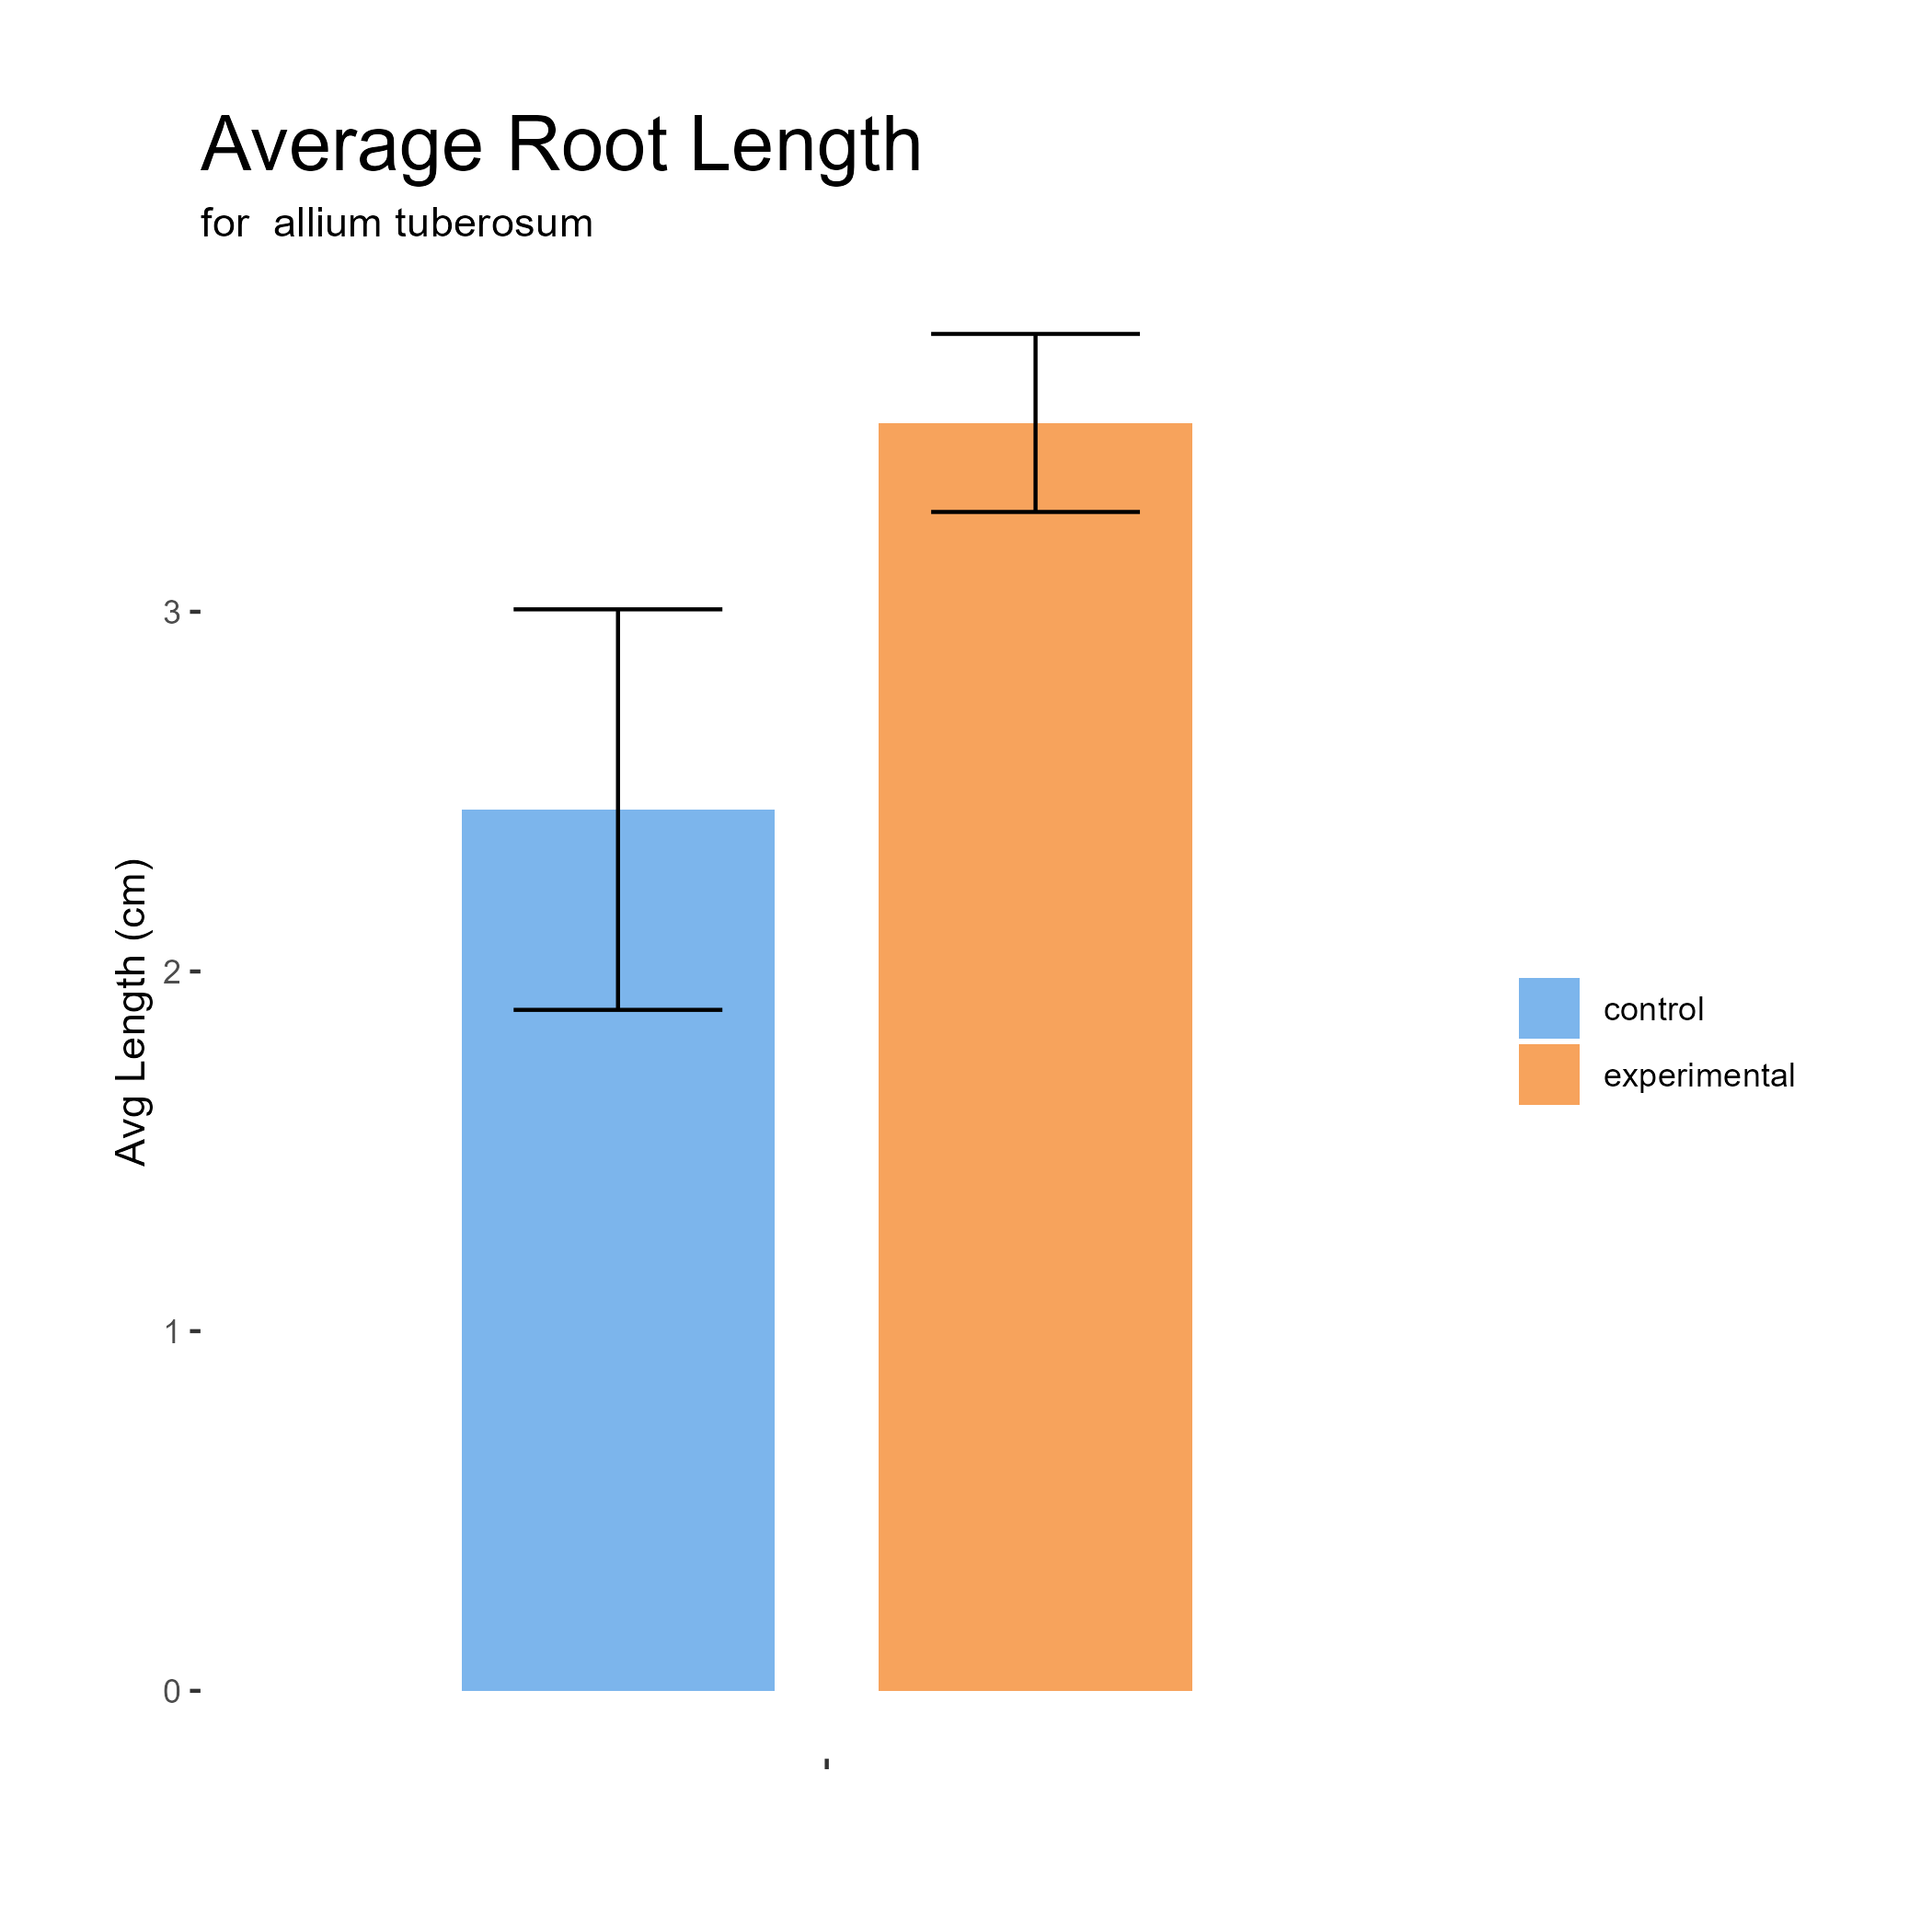 Average Root Length
for  allium tuberosum
Avg Length (cm)
3
2
1
0
control
experimental